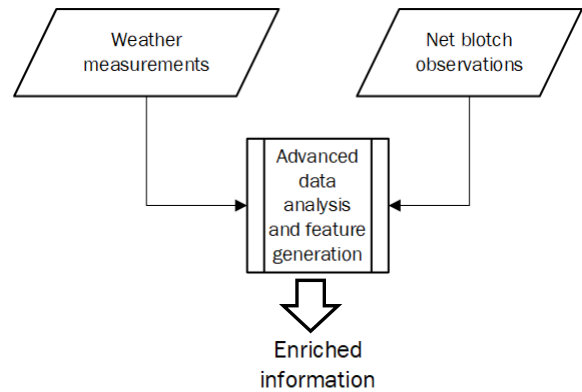 Weather
measurements
Net blotch
observations
Advanced
data
analysis
and feature
generation
Enriched
information